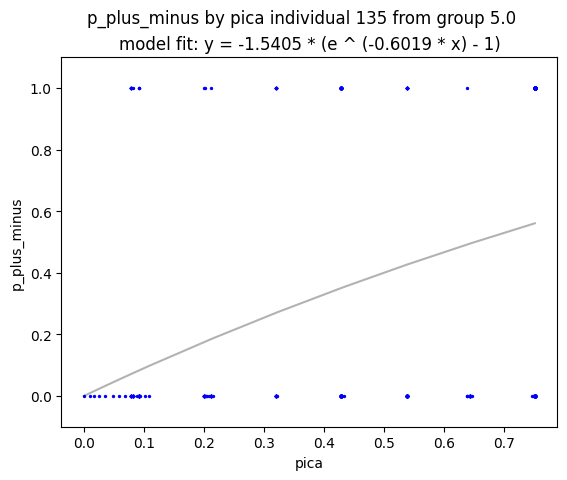 p_plus_minus by pica individual 135 from group 5.0
model fit: y = -1.5405 * (e ^ (-0.6019 * x) - 1)
1.0
0.8
0.6
0.4
0.2
0.0
p_plus_minus
0.0 0.1 0.2 0.3 0.4 0.5 0.6 0.7
pica